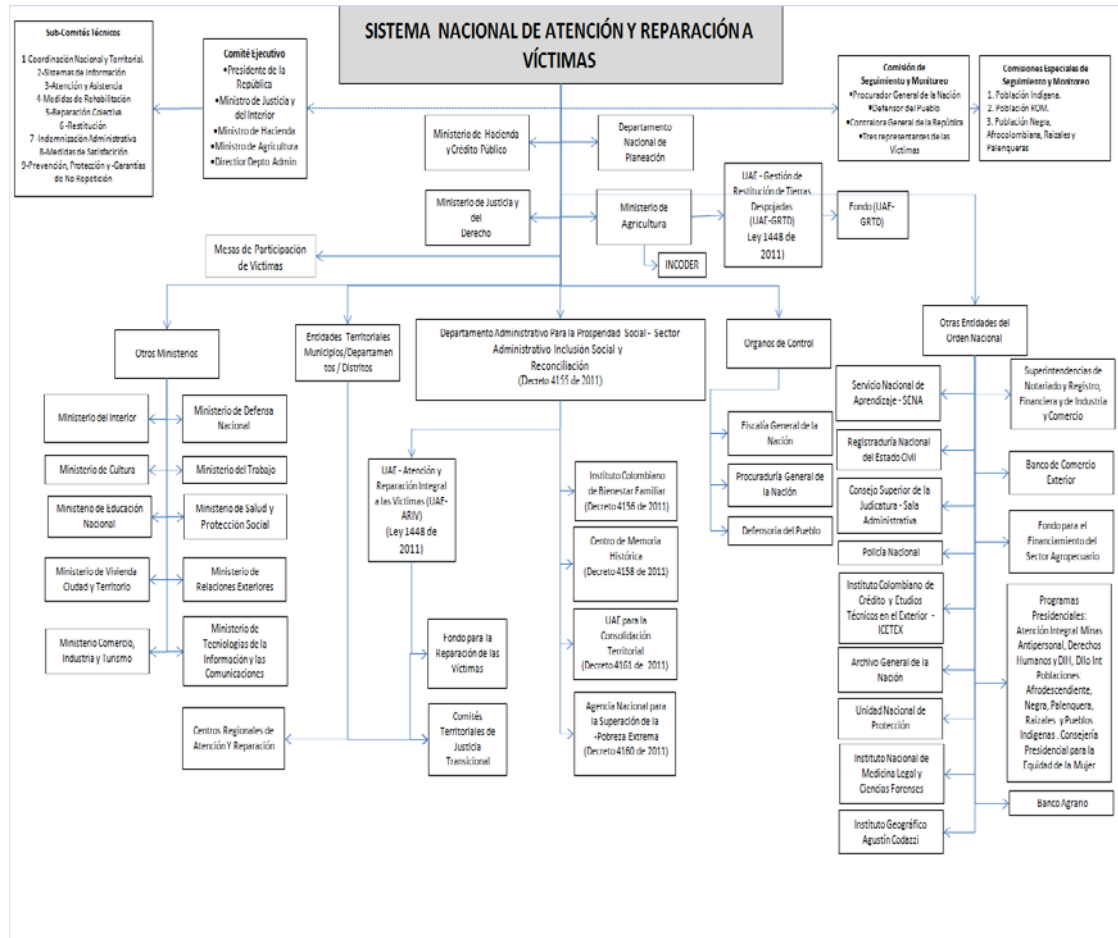 SISTEMA NACIONAL DE ATENCIÓN Y REPARACIÓN A
VÍCTIMAS
Sub-Comités Técnicos
1-Coordinación Nacional y Territorial.
2-Sistemas de Información.
3-Atención y Asistencia
4-Medidas de Rehabilitación
5-Reparación Colectiva
6-Restitución
7-Indemnización Administrativa
8-Medidas de Satisfacción
9-Prevención, Protección y -Garantías
de No Repetición
Comité Ejecutivo
•Presidente de la
República
•Ministro de Justicia y
del Interior
•Ministro de Hacienda
•Ministro de Agricultura
•Director Depto Admin.
Comisión de
Seguimiento y Monitoreo
•Procurador General de la Nación
•Defensor del Pueblo
•Contralora General de la República
•Tres representantes de las
Víctimas
Comisiones Especiales de
Seguimiento y Monitoreo
1. Población Indígena.
2. Población ROM.
3. Población Negra,
Afrocolombiana, Raizales y
Palenqueras
Ministerio de Hacienda
y Crédito Público
Departamento
Nacional de
Planeación
Ministerio de Justicia y
del
Derecho
Ministerio de
Agricultura
UAE - Gestión de
Restitución de Tierras
Despojadas
(UAE-GRTD)
Ley 1448 de
2011)
Fondo (UAE-
GRTD)
INCODER
Mesas de Participación
de Víctimas
Otros Ministerios
Entidades Territoriales
Municipios/Departamen
tos / Distritos
Departamento Administrativo Para la Prosperidad Social - Sector
Administrativo Inclusión Social y
Reconciliación
(Decreto 4155 de 2011)
Organos de Control
Otras Entidades del
Orden Nacional
Ministerio del Interior
Ministerio de Defensa
Nacional
Ministerio de Cultura
Ministerio del Trabajo
Ministerio de Educación
Nacional
Ministerio de Salud y
Protección Social
Ministerio de Vivienda
Ciudad y Territorio
Ministerio de
Relaciones Exteriores
Ministerio Comercio,
Industria y Turismo
Ministerio de
Tecnologías de la
Información y las
Comunicaciones
Centros Regionales de
Atención Y Reparación
UAE - Atención y
Reparación Integral
a las Víctimas (UAE-
ARIV)
(Ley 1448 de
2011)
Fondo para la
Reparación de las
Víctimas
Comités
Territoriales de
Justicia
Transicional
Instituto Colombiano
de Bienestar Familiar
(Decreto 4156 de 2011)
Centro de Memoria
Histórica
(Decreto 4158 de 2011)
UAE para la
Consolidación
Territorial
(Decreto 4161 de 2011)
Agencia Nacional para
la Superación de la
-Pobreza Extrema
(Decreto 4160 de 2011)
Fiscalía General de la
Nación
Procuraduría General de
la Nación
Defensoría del Pueblo
Servicio Nacional de
Aprendizaje - SENA
Registraduría Nacional
del Estado Civil
Consejo Superior de la
Judicatura - Sala
Administrativa
Policía Nacional
Instituto Colombiano de
Crédito y Etudios
Técnicos en el Exterior -
ICETEX
Archivo General de la
Nación
Unidad Nacional de
Protección
Instituto Nacional de
Medicina Legal y
Ciencias Forenses
Instituto Geográfico
Agustín Codazzi
Superintendencias de
Notariado y Registro,
Financiera y de Industria
y Comercio
Banco de Comercio
Exterior
Fondo para el
Financiamiento del
Sector Agropecuario
Programas
Presidenciales:
Atención Integral Minas
Antipersonal, Derechos
Humanos y DIH, Dllo Int
Poblaciones:
Afrodescendiente,
Negra, Palenquera,
Raizales y Pueblos
Indigenas . Consejería
Presidencial para la
Equidad de la Mujer
Banco Agrario